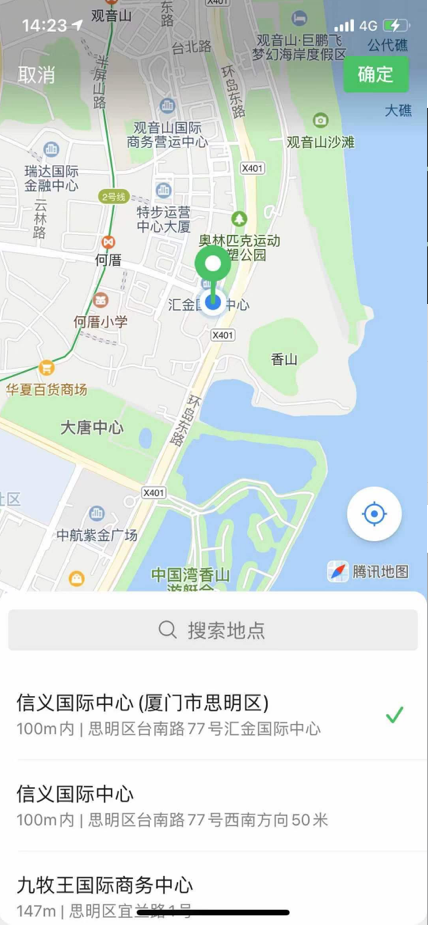 14:23
4G
观音山
东路
台北路
观音山·巨鹏飞
梦幻海岸度假区
公代礁
取消
确定
半屏山路
环岛东路
大礁
观音山国际
商务营运中心
观音山沙滩
瑞达国际
金融中心
X401
2号线
云林路
特步运营
中心大厦
奥林匹克运动
塑公园
何厝
汇金国
中心
何厝小学
X401
香山
华夏百货商场
环岛东路
大唐中心
X401
社区
中航紫金广场
中国湾香山
游艇会
腾讯地图
搜索地点
信义国际中心(厦门市思明区)
100m内 | 思明区台南路77号汇金国际中心
信义国际中心
100m内 | 思明区台南路77号西南方向50米
九牧王国际商务中心
147m | 思明区宜兰路1号